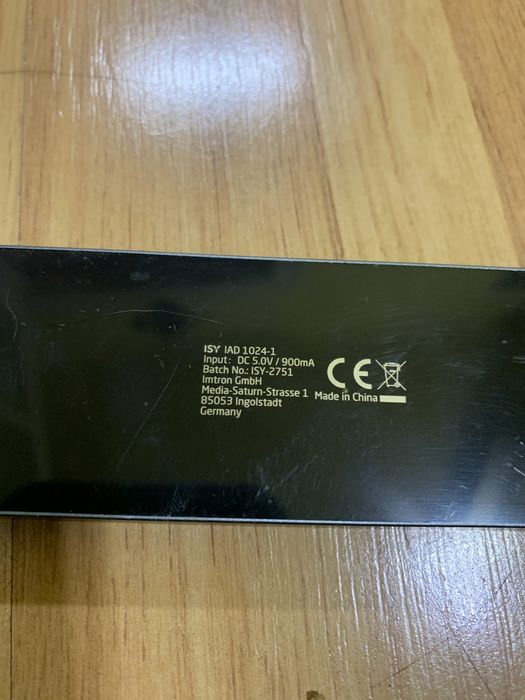 ISY IAD 1024-1
Input: DC 5.0V / 900mA
Batch No.: ISY-2751
Imtron GmbH
Media-Saturn-Strasse 1
85053 Ingolstadt
Germany
CE
Made in China